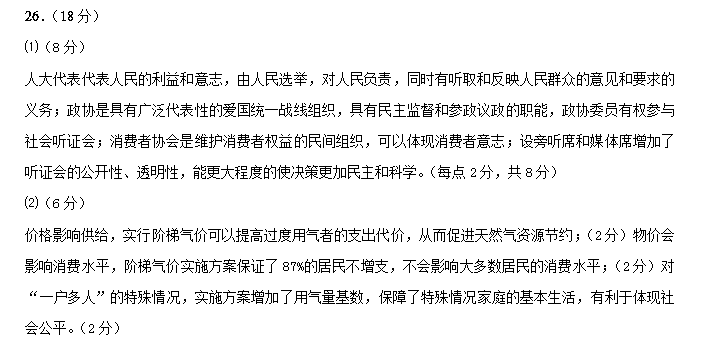 26.（18 分）
⑴（8 分）
人大代表代表人民的利益和意志，由人民选举，对人民负责，同时有听取和反映人民群众的意见和要求的
义务；政协是具有广泛代表性的爱国统一战线组织，具有民主监督和参政议政的职能，政协委员有权参与
社会听证会；消费者协会是维护消费者权益的民间组织，可以体现消费者意志；设旁听席和媒体席增加了
听证会的公开性、透明性，能更大程度的使决策更加民主和科学。（每点 2 分，共 8 分）
⑵（6 分）
价格影响供给，实行阶梯气价可以提高过度用气者的支出代价，从而促进天然气资源节约；（2 分）物价会
影响消费水平，阶梯气价实施方案保证了 87%的居民不增支，不会影响大多数居民的消费水平；（2 分）对
“一户多人”的特殊情况，实施方案增加了用气量基数，保障了特殊情况家庭的基本生活，有利于体现社
会公平。（2 分）